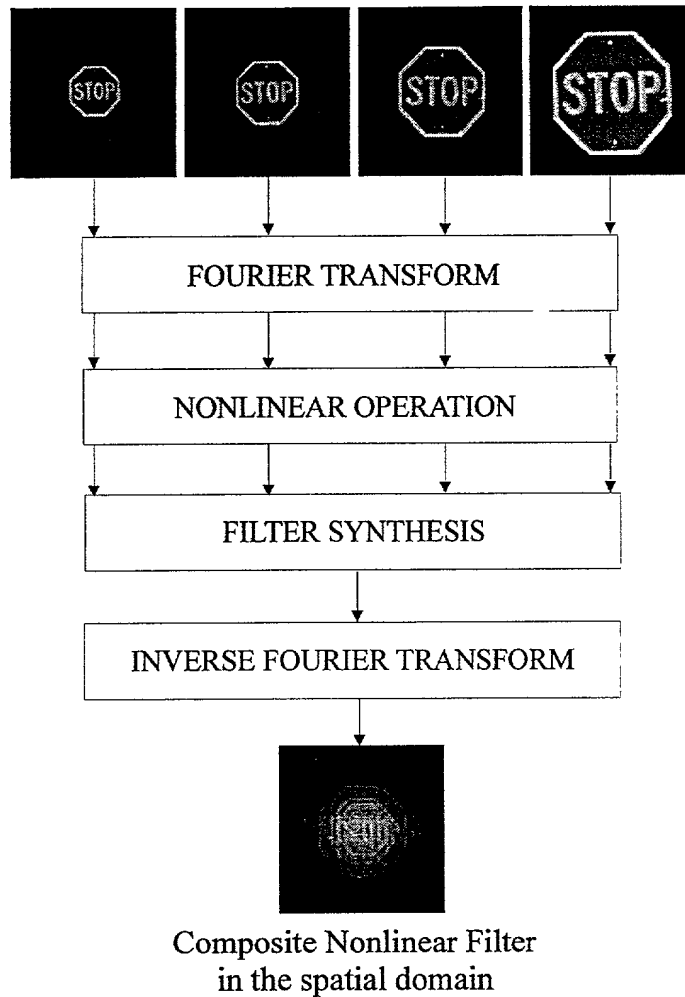 STOP STOP STOP STOP
FOURIER TRANSFORM
NONLINEAR OPERATION
FILTER SYNTHESIS
INVERSE FOURIER TRANSFORM
Composite Nonlinear Filter
in the spatial domain